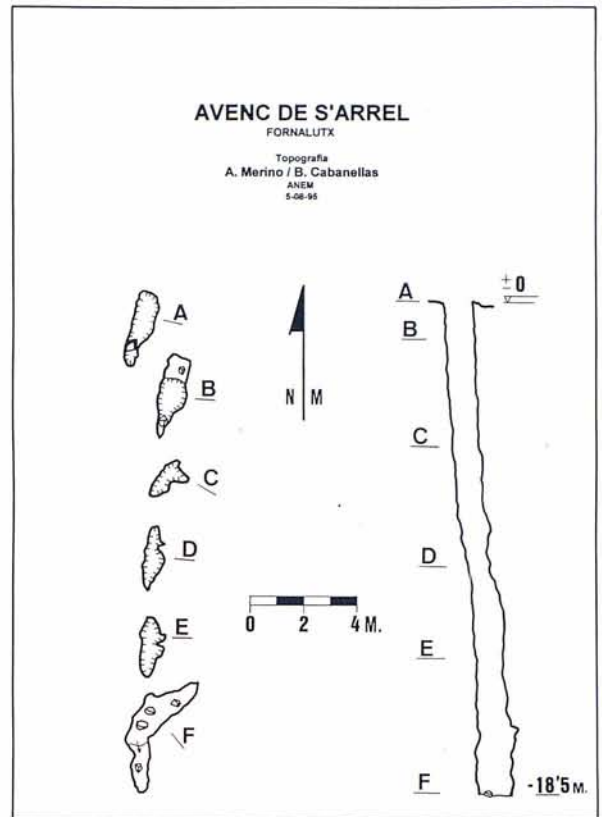 AVENC DE S'ARREL
FORNALUTX
Topografia
A. Merino / B. Cabanellas
ANEM
5-08-95
A
B
C
D
E
F
N M
0 2 4 M.
A
± 0
B
C
D
E
F
-18'5 M.